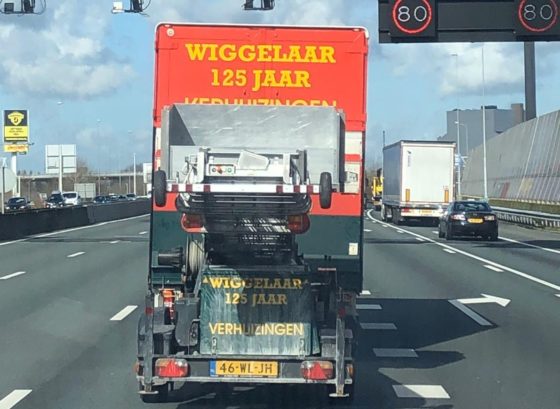 80 80
WIGGELAAR
125 JAAR
VERHUIZINGEN
WIGGELAAR
125 JAAR
VERHUIZINGEN
46-WL-JH